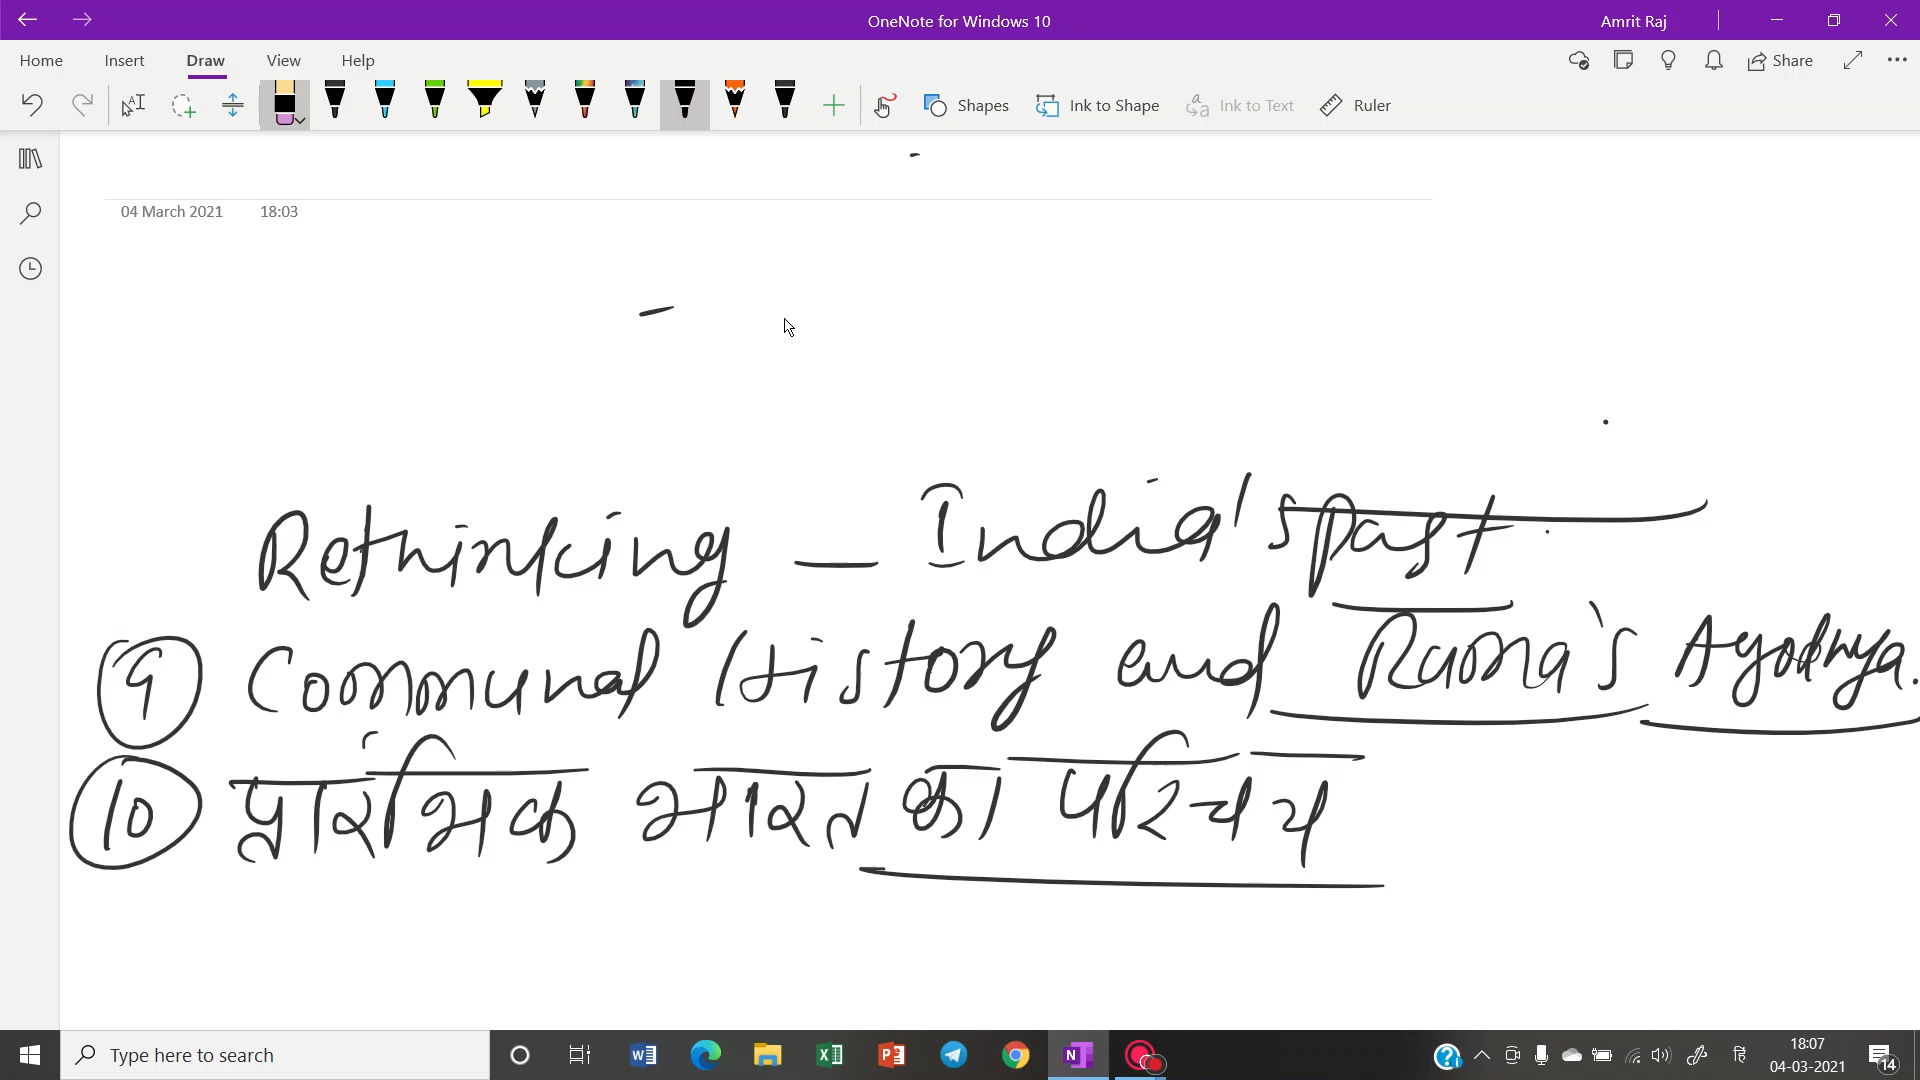 OneNote for Windows 10 Amrit Raj
Home Insert Draw View Help Share
Shapes Ink to Shape Ink to Text Ruler
04 March 2021 18:03
Rethinking — India's Past
9 Communal History and Rama's Ayodhya.
10 प्रारंभिक भारत का परिचय
Type here to search
18:07
04-03-2021
14